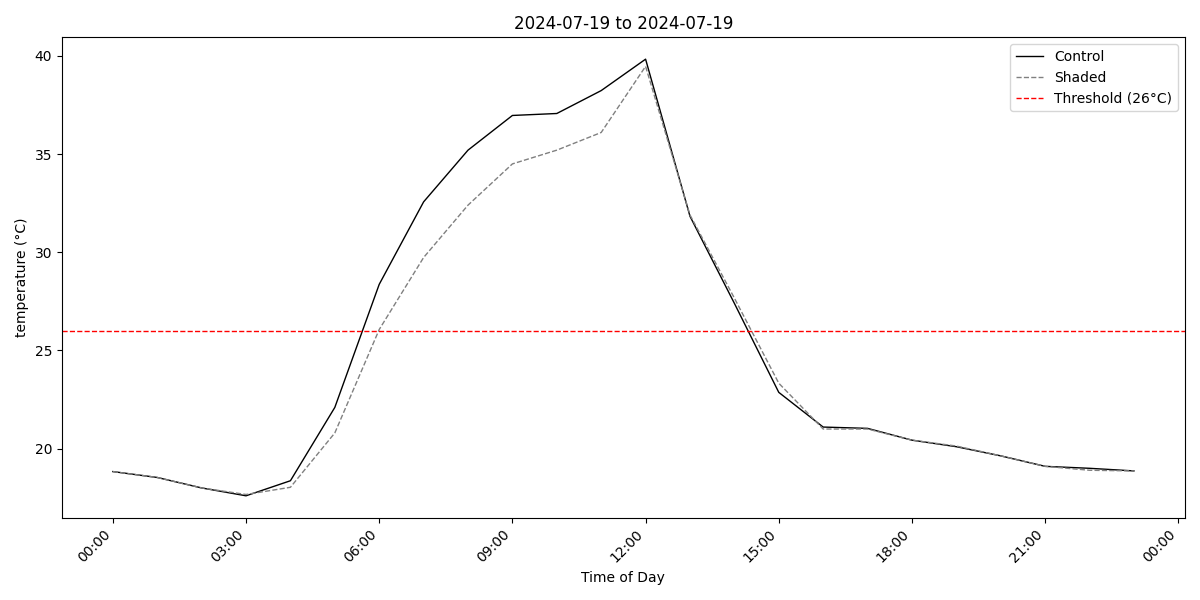 2024-07-19 to 2024-07-19
Control
Shaded
Threshold (26°C)
temperature (°C)
40
35
30
25
20
00:00
03:00
06:00
09:00
12:00
15:00
18:00
21:00
00:00
Time of Day